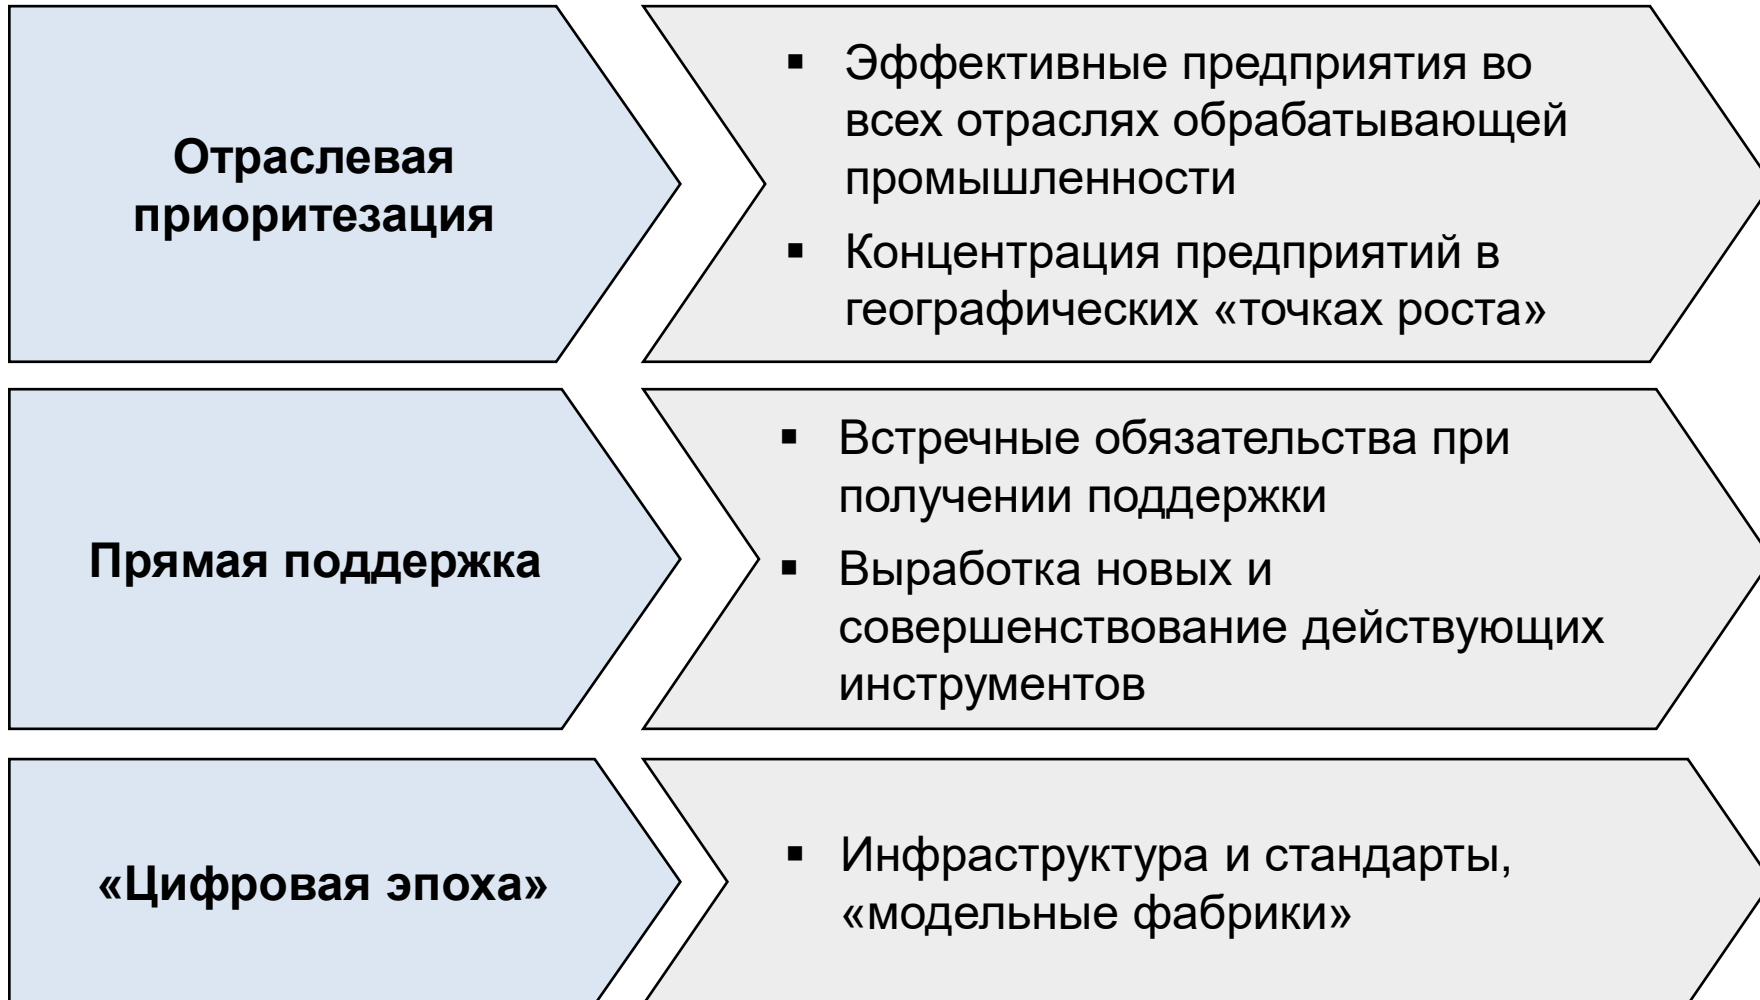 Отраслевая
приоритезация
▪ Эффективные предприятия во
всех отраслях обрабатывающей
промышленности
▪ Концентрация предприятий в
географических «точках роста»
Прямая поддержка
▪ Встречные обязательства при
получении поддержки
▪ Выработка новых и
совершенствование действующих
инструментов
«Цифровая эпоха»
▪ Инфраструктура и стандарты,
«модельные фабрики»